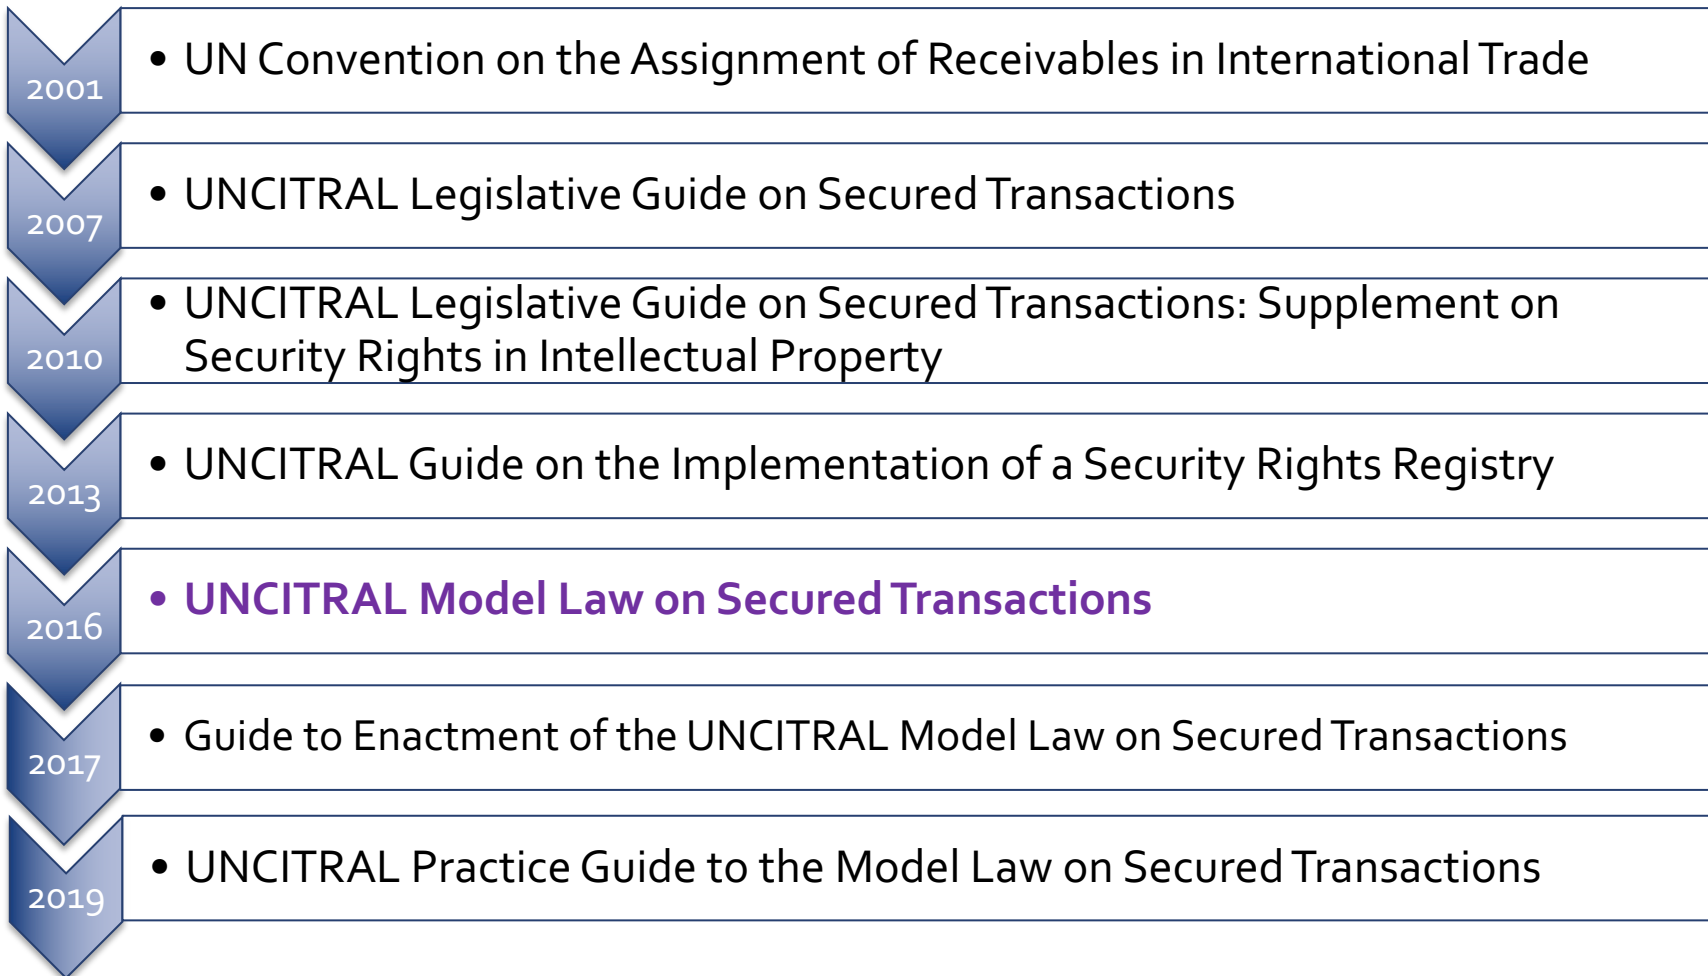 2001
• UN Convention on the Assignment of Receivables in International Trade
2007
• UNCITRAL Legislative Guide on Secured Transactions
2010
• UNCITRAL Legislative Guide on Secured Transactions: Supplement on
Security Rights in Intellectual Property
2013
• UNCITRAL Guide on the Implementation of a Security Rights Registry
2016
• UNCITRAL Model Law on Secured Transactions
2017
• Guide to Enactment of the UNCITRAL Model Law on Secured Transactions
2019
• UNCITRAL Practice Guide to the Model Law on Secured Transactions